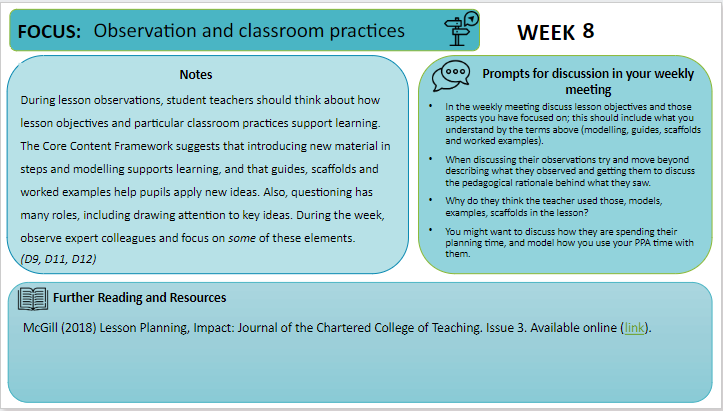 FOCUS: Observation and classroom practices
WEEK 8
Notes
During lesson observations, student teachers should think about how
lesson objectives and particular classroom practices support learning.
The Core Content Framework suggests that introducing new material in
steps and modelling supports learning, and that guides, scaffolds and
worked examples help pupils apply new ideas. Also, questioning has
many roles, including drawing attention to key ideas. During the week,
observe expert colleagues and focus on some of these elements.
(D9, D11, D12)
Prompts for discussion in your weekly
meeting
• In the weekly meeting discuss lesson objectives and those
aspects you have focused on; this should include what you
understand by the terms above (modelling, guides, scaffolds
and worked examples).
• When discussing their observations try and move beyond
describing what they observed and getting them to discuss
the pedagogical rationale behind what they saw.
• Why do they think the teacher used those, models,
examples, scaffolds in the lesson?
• You might want to discuss how they are spending their
planning time, and model how you use your PPA time with
them.
Further Reading and Resources
McGill (2018) Lesson Planning, Impact: Journal of the Chartered College of Teaching. Issue 3. Available online (link).